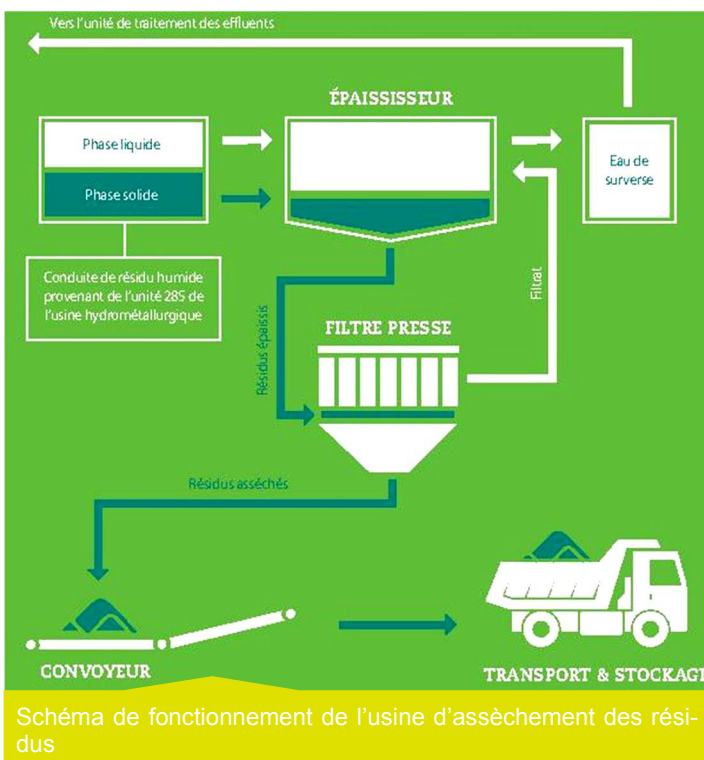 Vers l'unité de traitement des effluents
ÉPAISSISSEUR
Phase liquide
Phase solide
Eau de
surverse
Conduite de résidu humide
provenant de l'unité 285 de
l'usine hydrométallurgique
Résidus épaissis
Filtrat
FILTRE PRESSE
Résidus asséchés
CONVOYEUR
TRANSPORT & STOCKAGE
Schéma de fonctionnement de l'usine d'assèchement des rési-
dus